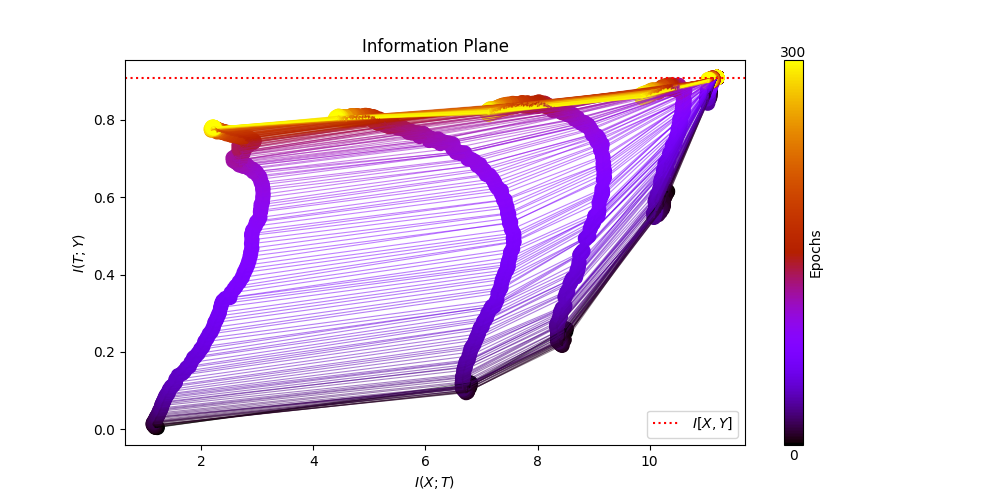 Information Plane
300
0.8
0.6
0.4
0.2
0.0
I(T; Y)
2
4
6
8
10
I(X; T)
I[X, Y]
Epochs
0